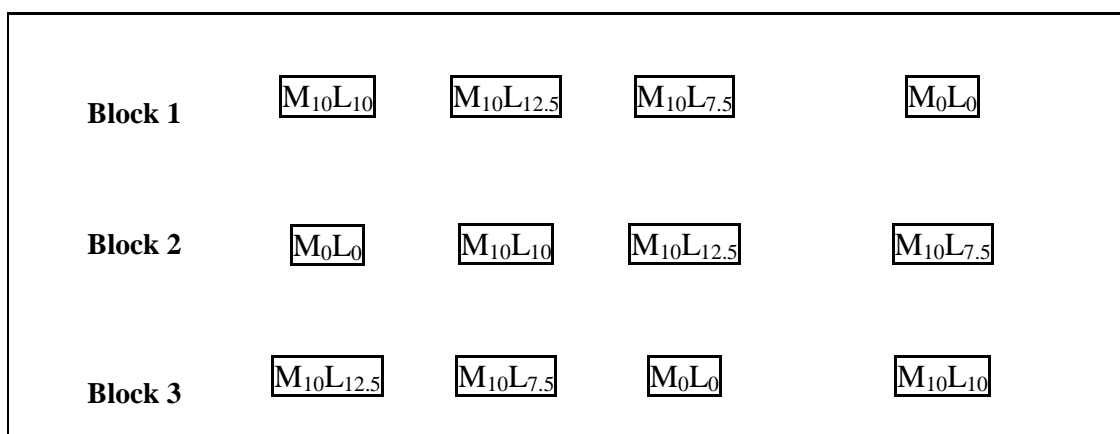 Block 1 M₁₀L₁₀ M₁₀L₁₂.₅ M₁₀L₇.₅ M₀L₀
Block 2 M₀L₀ M₁₀L₁₀ M₁₀L₁₂.₅ M₁₀L₇.₅
Block 3 M₁₀L₁₂.₅ M₁₀L₇.₅ M₀L₀ M₁₀L₁₀